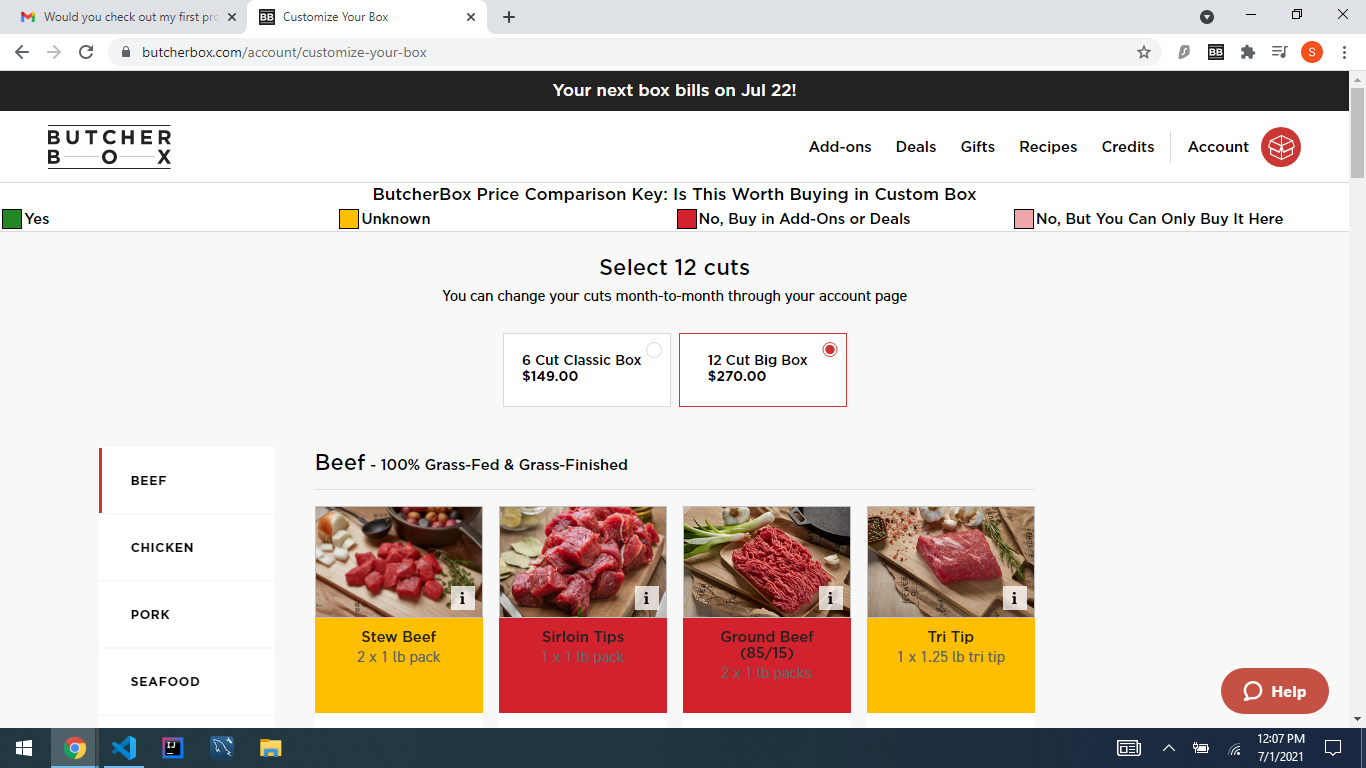 Would you check out my first pro
BB
Customize Your Box
butcherbox.com/account/customize-your-box
BB
S
Your next box bills on Jul 22!
BUTCHER
BOX
Add-ons
Deals
Gifts
Recipes
Credits
Account
ButcherBox Price Comparison Key: Is This Worth Buying in Custom Box
Yes
Unknown
No, Buy in Add-Ons or Deals
No, But You Can Only Buy It Here
Select 12 cuts
You can change your cuts month-to-month through your account page
6 Cut Classic Box
$149.00
12 Cut Big Box
$270.00
BEEF
CHICKEN
PORK
SEAFOOD
Beef - 100% Grass-Fed & Grass-Finished
i
i
i
i
Stew Beef
2 x 1 lb pack
Sirloin Tips
1 x 1 lb pack
Ground Beef
(85/15)
2 x 1 lb packs
Tri Tip
1 x 1.25 lb tri tip
Help
IJ
12:07 PM
7/1/2021